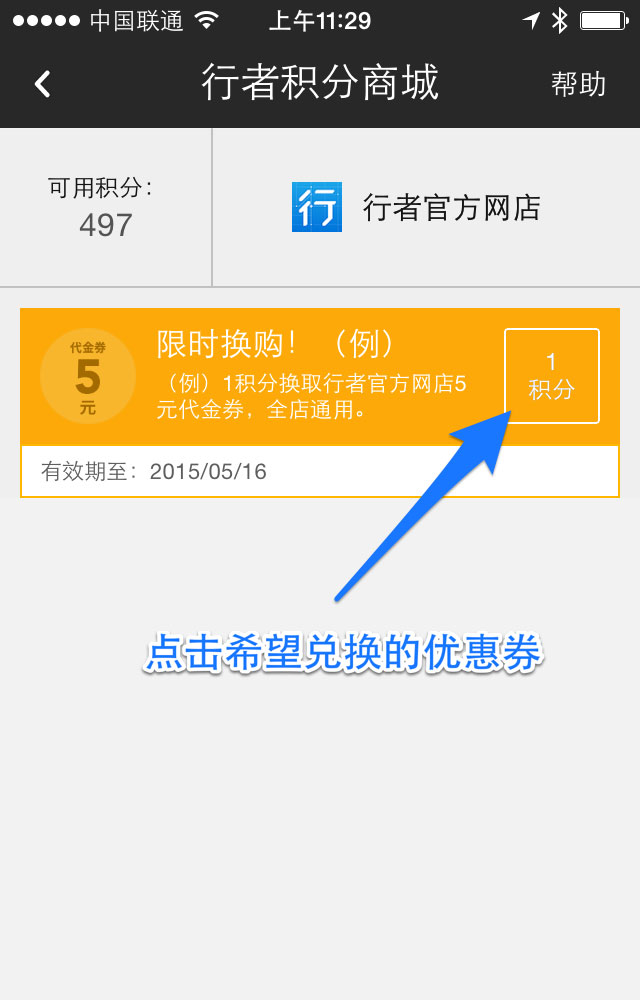 中国联通 上午11:29
行者积分商城 帮助
可用积分：
497
行 行者官方网店
代金券
5
元
限时换购！（例）
（例）1积分换取行者官方网店5
元代金券，全店通用。
1
积分
有效期至：2015/05/16
点击希望兑换的优惠券